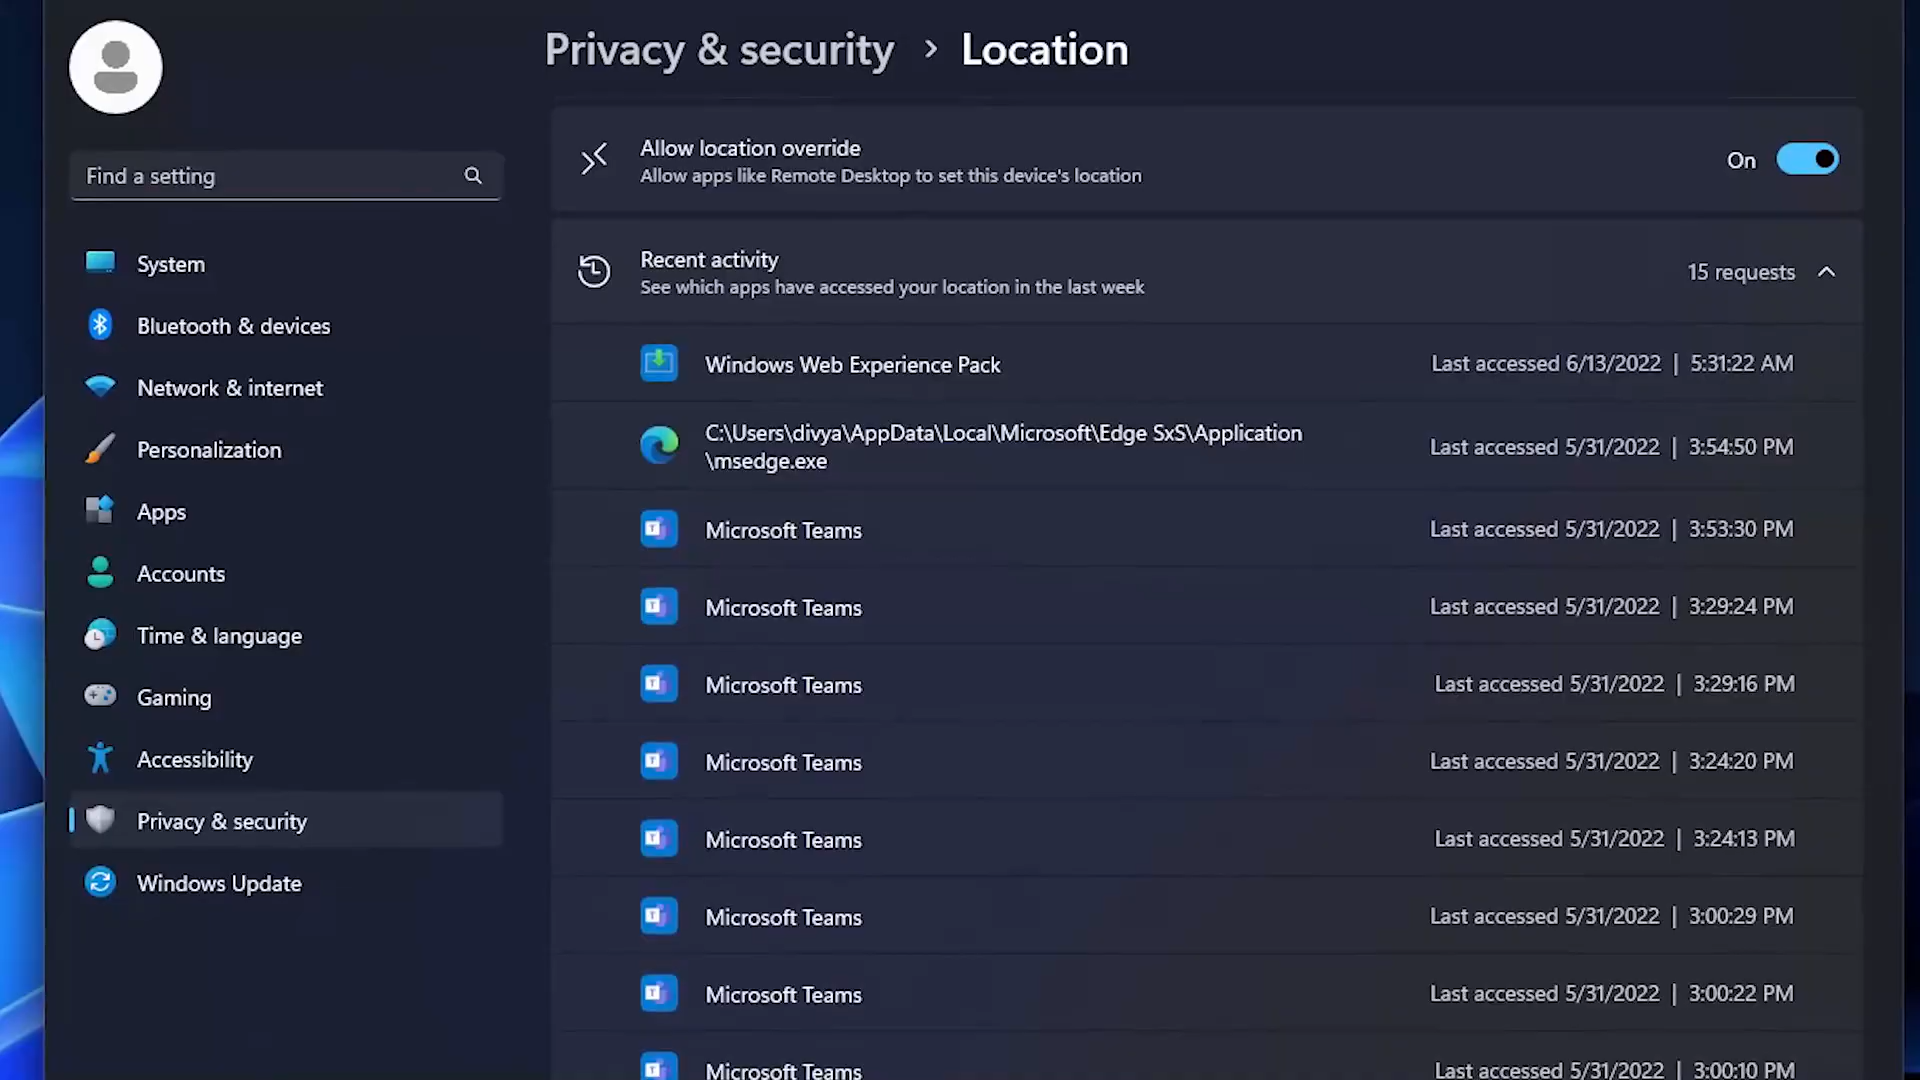 Privacy & security > Location
Find a setting
System
Bluetooth & devices
Network & internet
Personalization
Apps
Accounts
Time & language
Gaming
Accessibility
Privacy & security
Windows Update
Allow location override
Allow apps like Remote Desktop to set this device's location
On
Recent activity
See which apps have accessed your location in the last week
15 requests
Windows Web Experience Pack
Last accessed 6/13/2022 | 5:31:22 AM
C:\Users\divya\AppData\Local\Microsoft\Edge SxS\Application
\msedge.exe
Last accessed 5/31/2022 | 3:54:50 PM
Microsoft Teams
Last accessed 5/31/2022 | 3:53:30 PM
Microsoft Teams
Last accessed 5/31/2022 | 3:29:24 PM
Microsoft Teams
Last accessed 5/31/2022 | 3:29:16 PM
Microsoft Teams
Last accessed 5/31/2022 | 3:24:20 PM
Microsoft Teams
Last accessed 5/31/2022 | 3:24:13 PM
Microsoft Teams
Last accessed 5/31/2022 | 3:00:29 PM
Microsoft Teams
Last accessed 5/31/2022 | 3:00:22 PM
Microsoft Teams
Last accessed 5/31/2022 | 3:00:10 PM